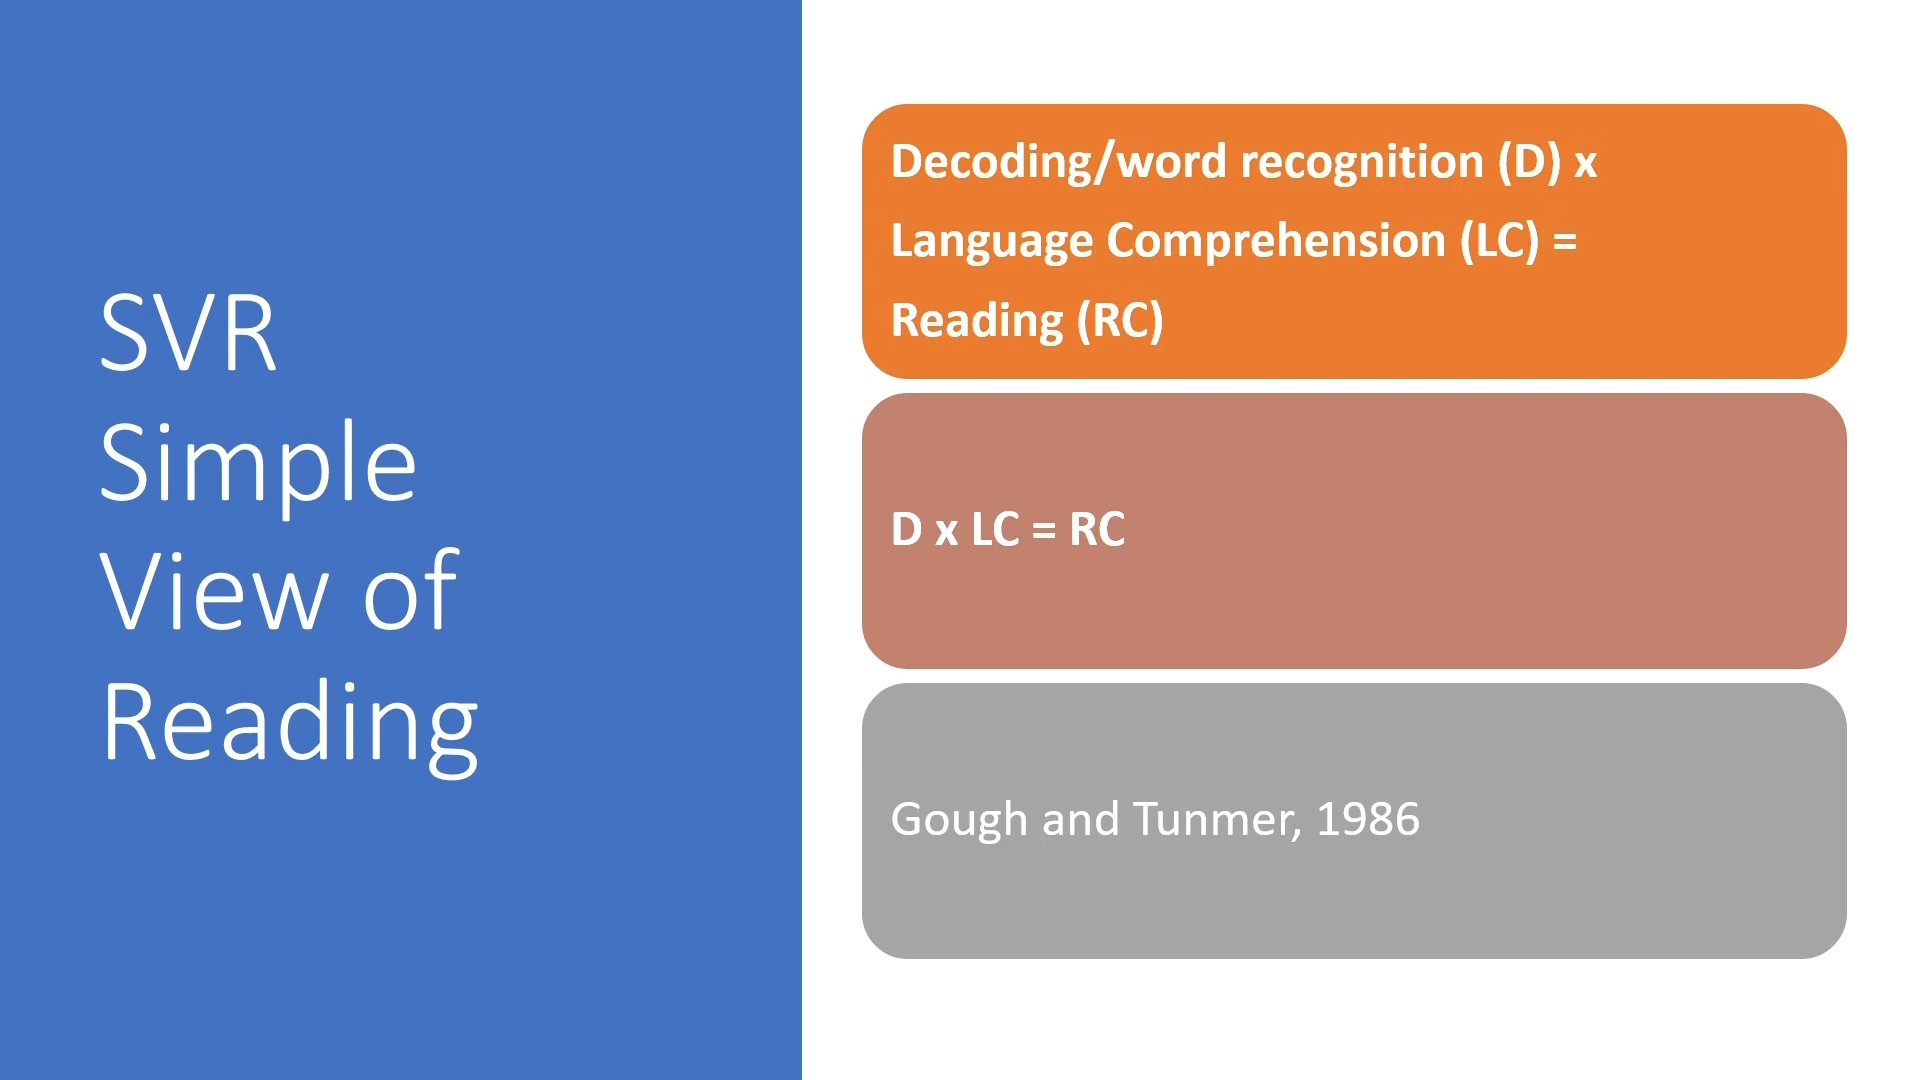 SVR
Simple
View of
Reading
Decoding/word recognition (D) x
Language Comprehension (LC) =
Reading (RC)
D x LC = RC
Gough and Tunmer, 1986